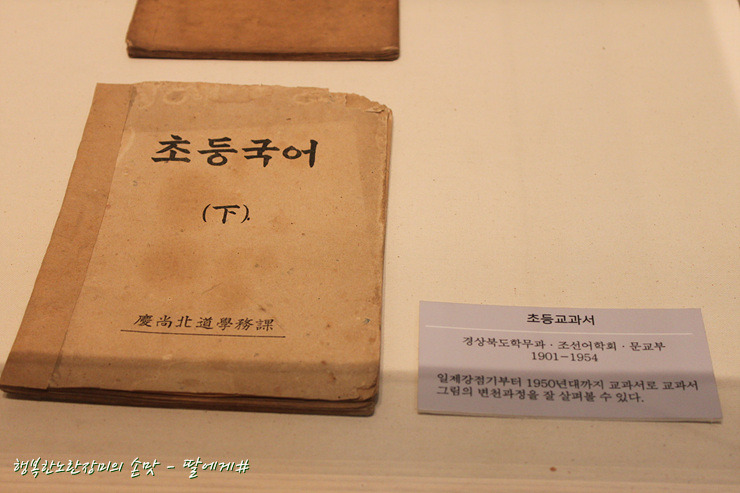 초등국어
(下).
慶尚北道學務課
초등교과서
경상북도학무과 · 조선어학회 · 문교부
1901-1954
일제강점기부터 1950년대까지 교과서로 교과서
그림의 변천과정을 잘 살펴볼 수 있다.
행복한노란장미의 손맛 - 딸에게#